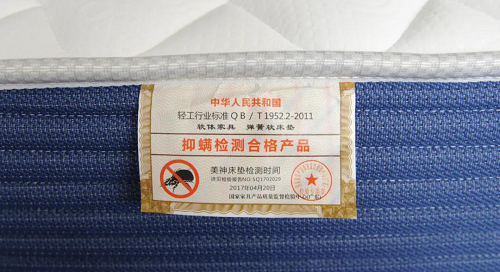 中华人民共和国
轻工行业标准 Q B / T 1952.2-2011
软体家具 弹簧软床垫
抑螨检测合格产品
美神床垫检测时间
2017年04月20日